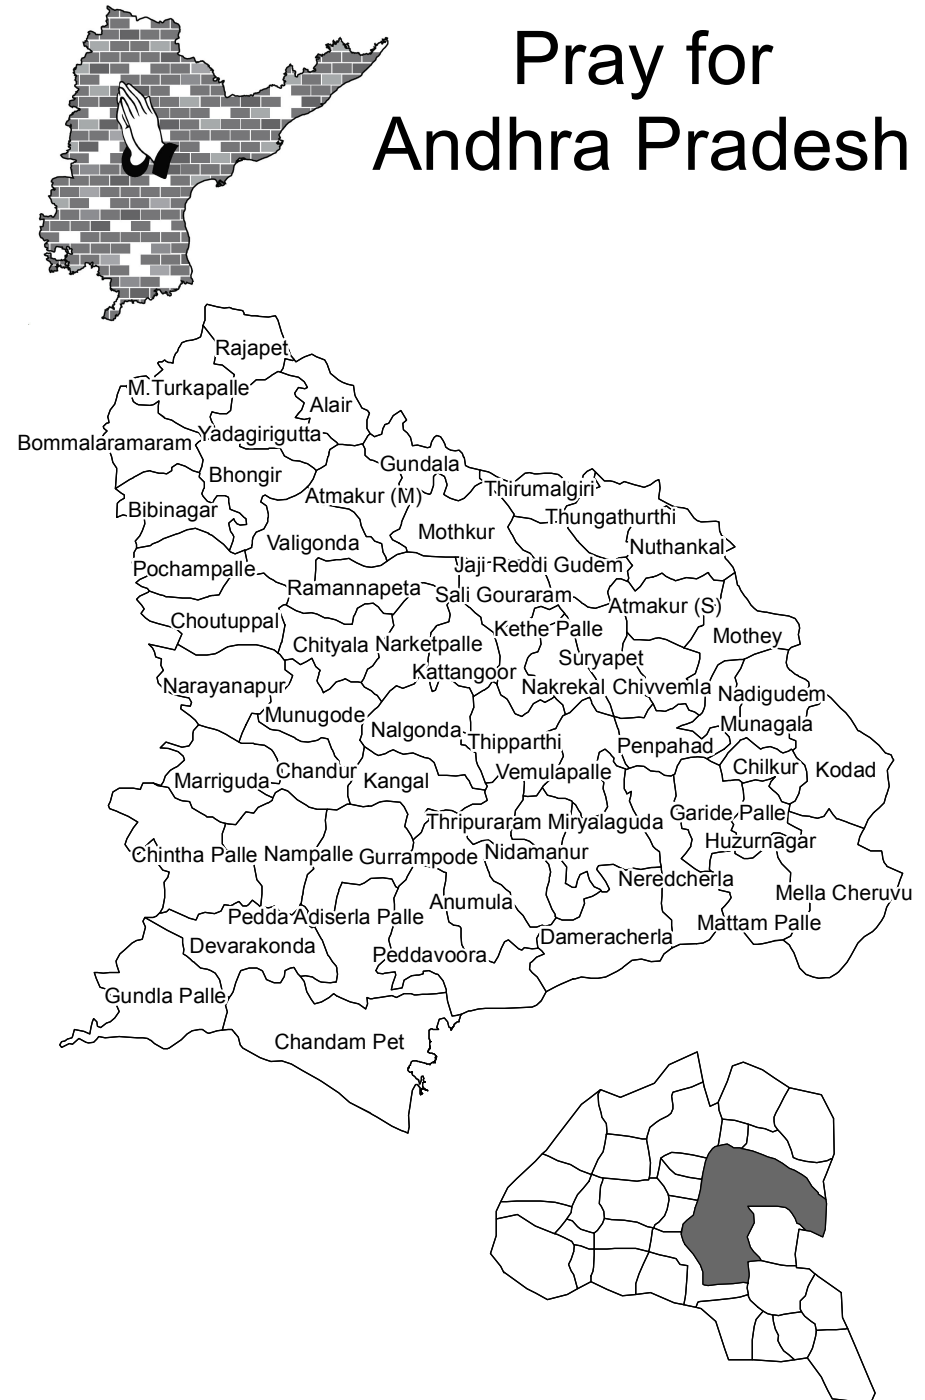 Pray for
Andhra Pradesh
Rajapet
M.Turkapalle
Alair
Bommalaramaram
Yadagirigutta
Gundala
Bhongir
Thirumalgiri
Atmakur (M)
Bibinagar
Thungathurthi
Mothkur
Valigonda
Nuthankal
Pochampalle
Jaji Reddi Gudem
Ramannapeta
Sali Gouraram
Atmakur (S)
Choutuppal
Kethe Palle
Mothey
Chityala
Narketpalle
Suryapet
Kattangoor
Narayanapur
Nakrekal
Chivvemla
Nadigudem
Munugode
Munagala
Nalgonda
Thipparthi
Penpahad
Marriguda
Chandur
Kangal
Vemulapalle
Chilkur
Kodad
Garide Palle
Thripuraram
Miryalaguda
Huzurnagar
Chintha Palle
Nampalle
Gurrampode
Nidamanur
Neredcherla
Mella Cheruvu
Anumula
Pedda Adiserla Palle
Mattam Palle
Devarakonda
Dameracherla
Peddavoora
Gundla Palle
Chandam Pet